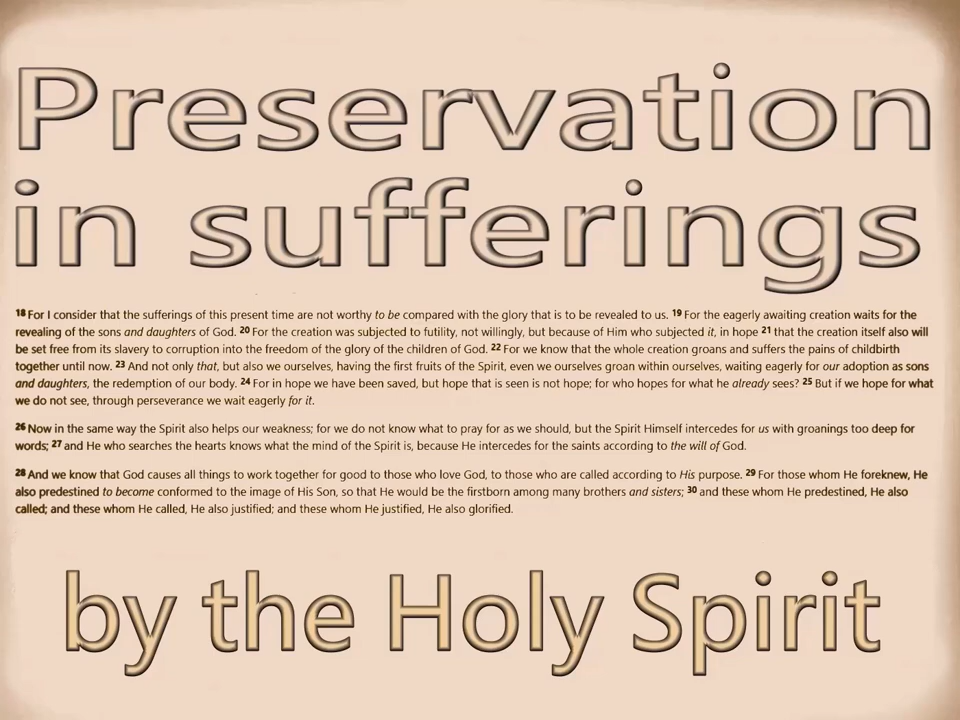 Preservation
in sufferings
18 For I consider that the sufferings of this present time are not worthy to be compared with the glory that is to be revealed to us. 19 For the eagerly awaiting creation waits for the
revealing of the sons and daughters of God. 20 For the creation was subjected to futility, not willingly, but because of Him who subjected it, in hope 21 that the creation itself also will
be set free from its slavery to corruption into the freedom of the glory of the children of God. 22 For we know that the whole creation groans and suffers the pains of childbirth
together until now. 23 And not only that, but also we ourselves, having the first fruits of the Spirit, even we ourselves groan within ourselves, waiting eagerly for our adoption as sons
and daughters, the redemption of our body. 24 For in hope we have been saved, but hope that is seen is not hope; for who hopes for what he already sees? 25 But if we hope for what
we do not see, through perseverance we wait eagerly for it.
26 Now in the same way the Spirit also helps our weakness; for we do not know what to pray for as we should, but the Spirit Himself intercedes for us with groanings too deep for
words; 27 and He who searches the hearts knows what the mind of the Spirit is, because He intercedes for the saints according to the will of God.
28 And we know that God causes all things to work together for good to those who love God, to those who are called according to His purpose. 29 For those whom He foreknew, He
also predestined to become conformed to the image of His Son, so that He would be the firstborn among many brothers and sisters; 30 and these whom He predestined, He also
called; and these whom He called, He also justified; and these whom He justified, He also glorified.
by the Holy Spirit